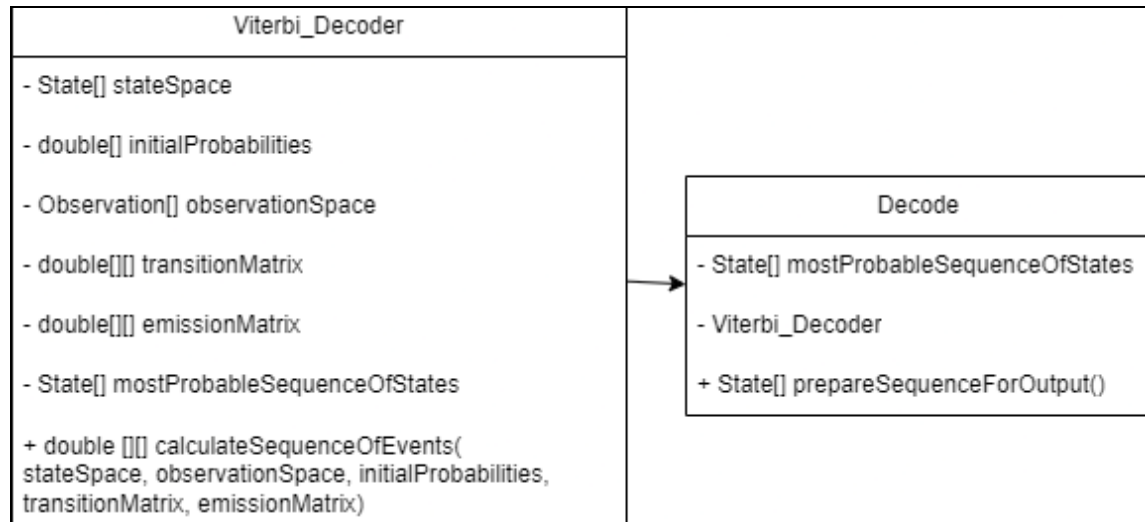 Viterbi_Decoder
- State[] stateSpace
- double[] initialProbabilities
- Observation[] observationSpace
- double[][] transitionMatrix
- double[][] emissionMatrix
- State[] mostProbableSequenceOfStates
+ double [][] calculateSequenceOfEvents(
stateSpace, observationSpace, initialProbabilities,
transitionMatrix, emissionMatrix)
Decode
- State[] mostProbableSequenceOfStates
- Viterbi_Decoder
+ State[] prepareSequenceForOutput()